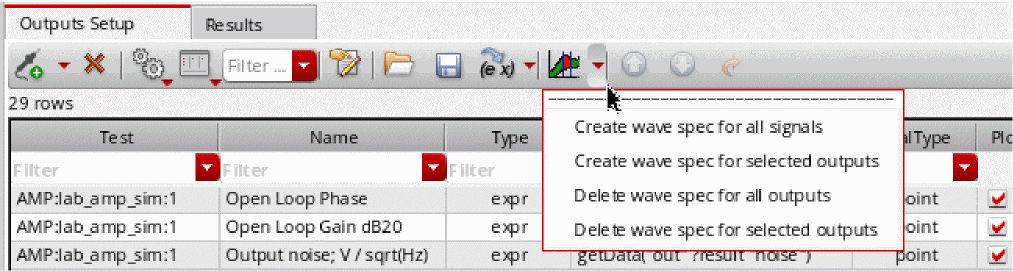 Outputs Setup Results
Filter ... (e x)
29 rows
Test Name Type alType Plo
Filter Filter Filter
Create wave spec for all signals
Create wave spec for selected outputs
Delete wave spec for all outputs
Delete wave spec for selected outputs
AMP:lab_amp_sim:1 Open Loop Phase expr point
AMP:lab_amp_sim:1 Open Loop Gain dB20 expr point
AMP:lab_amp_sim:1 Output noise; V / sqrt(Hz) expr getData("out" ?result "noise") point